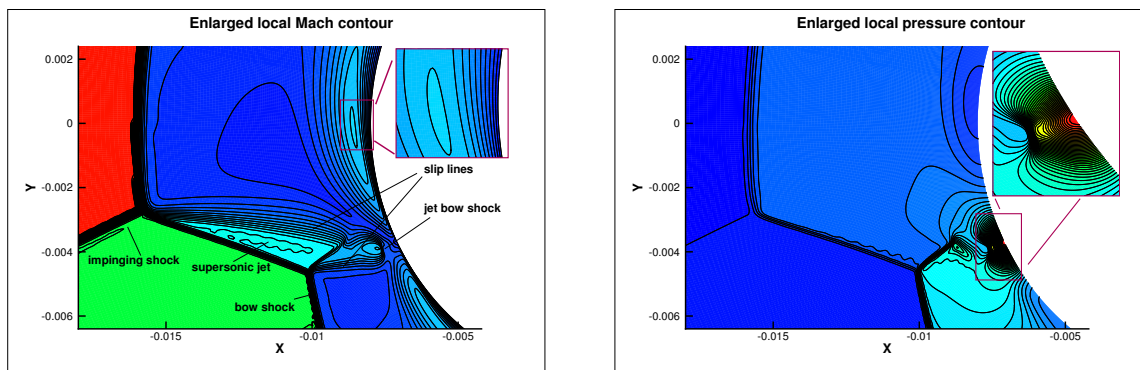 Enlarged local Mach contour
0.002
0
-0.002
-0.004
-0.006
Y
-0.015
-0.01
-0.005
X
slip lines
jet bow shock
impinging shock
supersonic jet
bow shock
Enlarged local pressure contour
0.002
0
-0.002
-0.004
-0.006
Y
-0.015
-0.01
-0.005
X